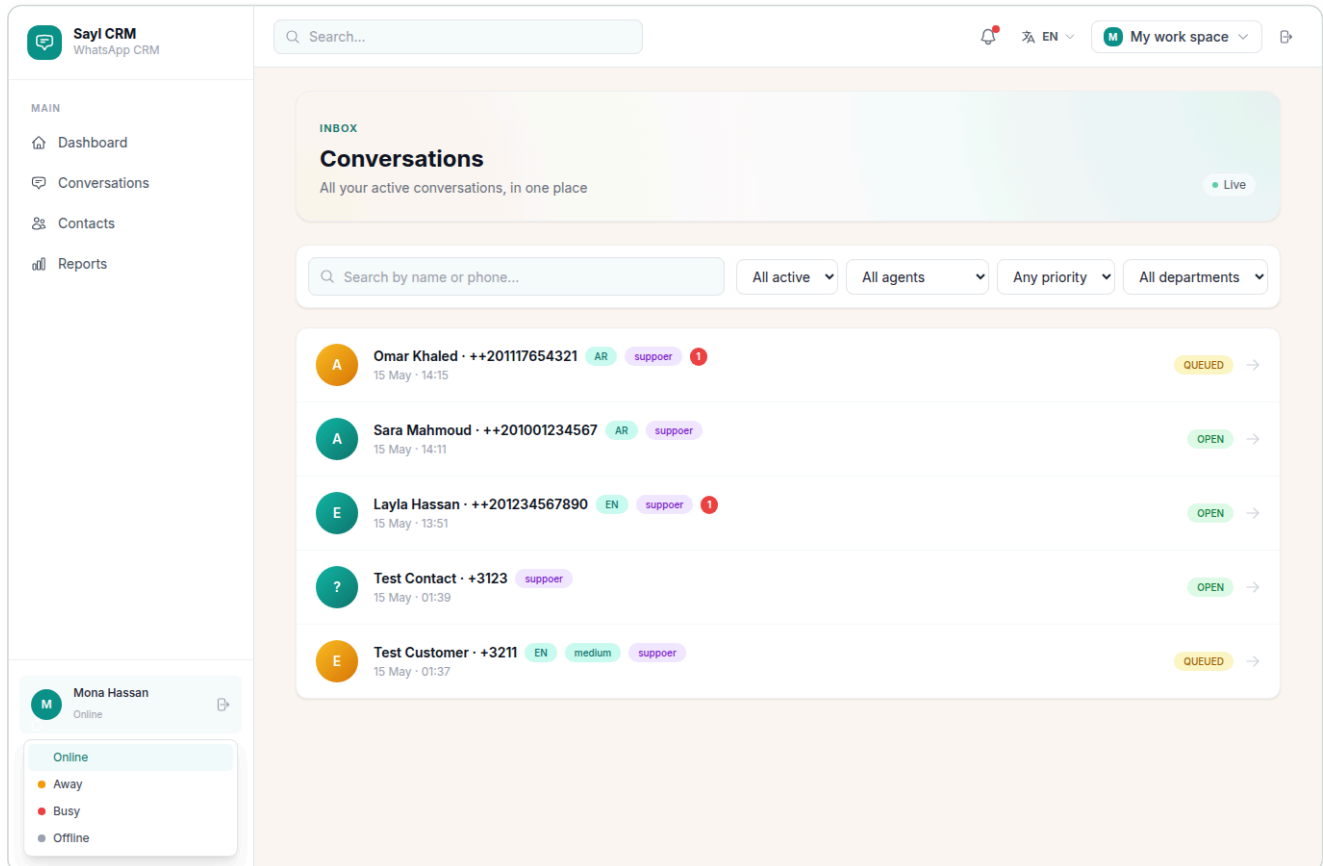 Sayl CRM
WhatsApp CRM
Search...
EN
M
My work space
MAIN
Dashboard
Conversations
Contacts
Reports
INBOX
Conversations
All your active conversations, in one place
Live
Search by name or phone...
All active
All agents
Any priority
All departments
A
Omar Khaled · ++201117654321 AR suppoer 1
15 May · 14:15
QUEUED
A
Sara Mahmoud · ++201001234567 AR suppoer
15 May · 14:11
OPEN
E
Layla Hassan · ++201234567890 EN suppoer 1
15 May · 13:51
OPEN
?
Test Contact · +3123 suppoer
15 May · 01:39
OPEN
E
Test Customer · +3211 EN medium suppoer
15 May · 01:37
QUEUED
M
Mona Hassan
Online
Online
Away
Busy
Offline